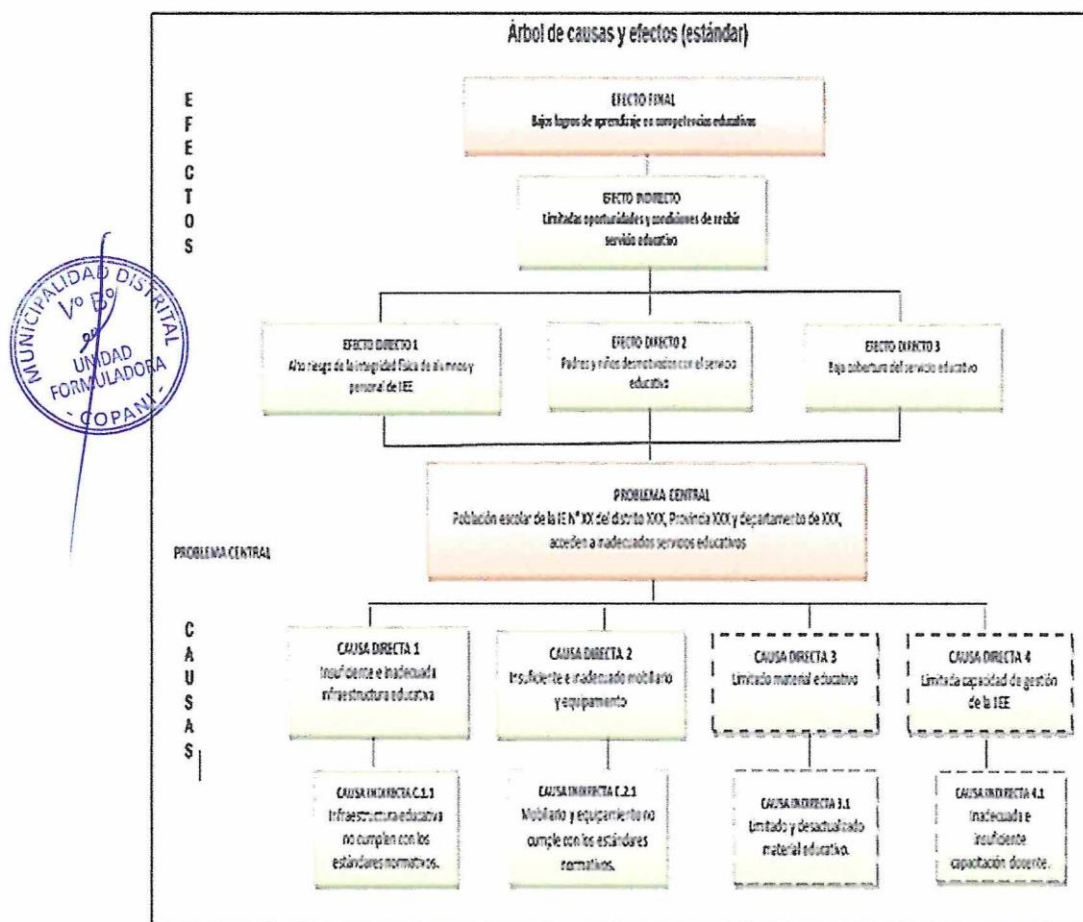 Árbol de causas y efectos (estándar)
EFECTOS
EFECTO FINAL
Bajos logros de aprendizaje en competencias educativas
EFECTO INDIRECTO
Limitadas oportunidades y condiciones de recibir
servicio educativo
MUNICIPALIDAD DISTRITAL
Vº Bº
UNIDAD
FORMULADORA
- COPANI -
EFECTO DIRECTO 1
Alto riesgo de la integridad física de alumnos y
personal de IEE
EFECTO DIRECTO 2
Padres y niños desmotivados con el servicio
educativo
EFECTO DIRECTO 3
Baja cobertura del servicio educativo
PROBLEMA CENTRAL
PROBLEMA CENTRAL
Población escolar de la IE N° XX del distrito XXX, Provincia XXX y departamento de XXX,
acceden a inadecuados servicios educativos
CAUSAS
CAUSA DIRECTA 1
Insuficiente e inadecuada
infraestructura educativa
CAUSA DIRECTA 2
Insuficiente e inadecuado mobiliario
y equipamento
CAUSA DIRECTA 3
Limitado material educativo
CAUSA DIRECTA 4
Limitada capacidad de gestión
de la IEE
CAUSA INDIRECTA C.1.1
Infraestructura educativa
no cumplen con los
estándares normativos.
CAUSA INDIRECTA C.2.1
Mobiliario y equipamento no
cumple con los estándares
normativos.
CAUSA INDIRECTA 3.1
Limitado y desactualizado
material educativo.
CAUSA INDIRECTA 4.1
Inadecuada e
insuficiente
capacitación docente.